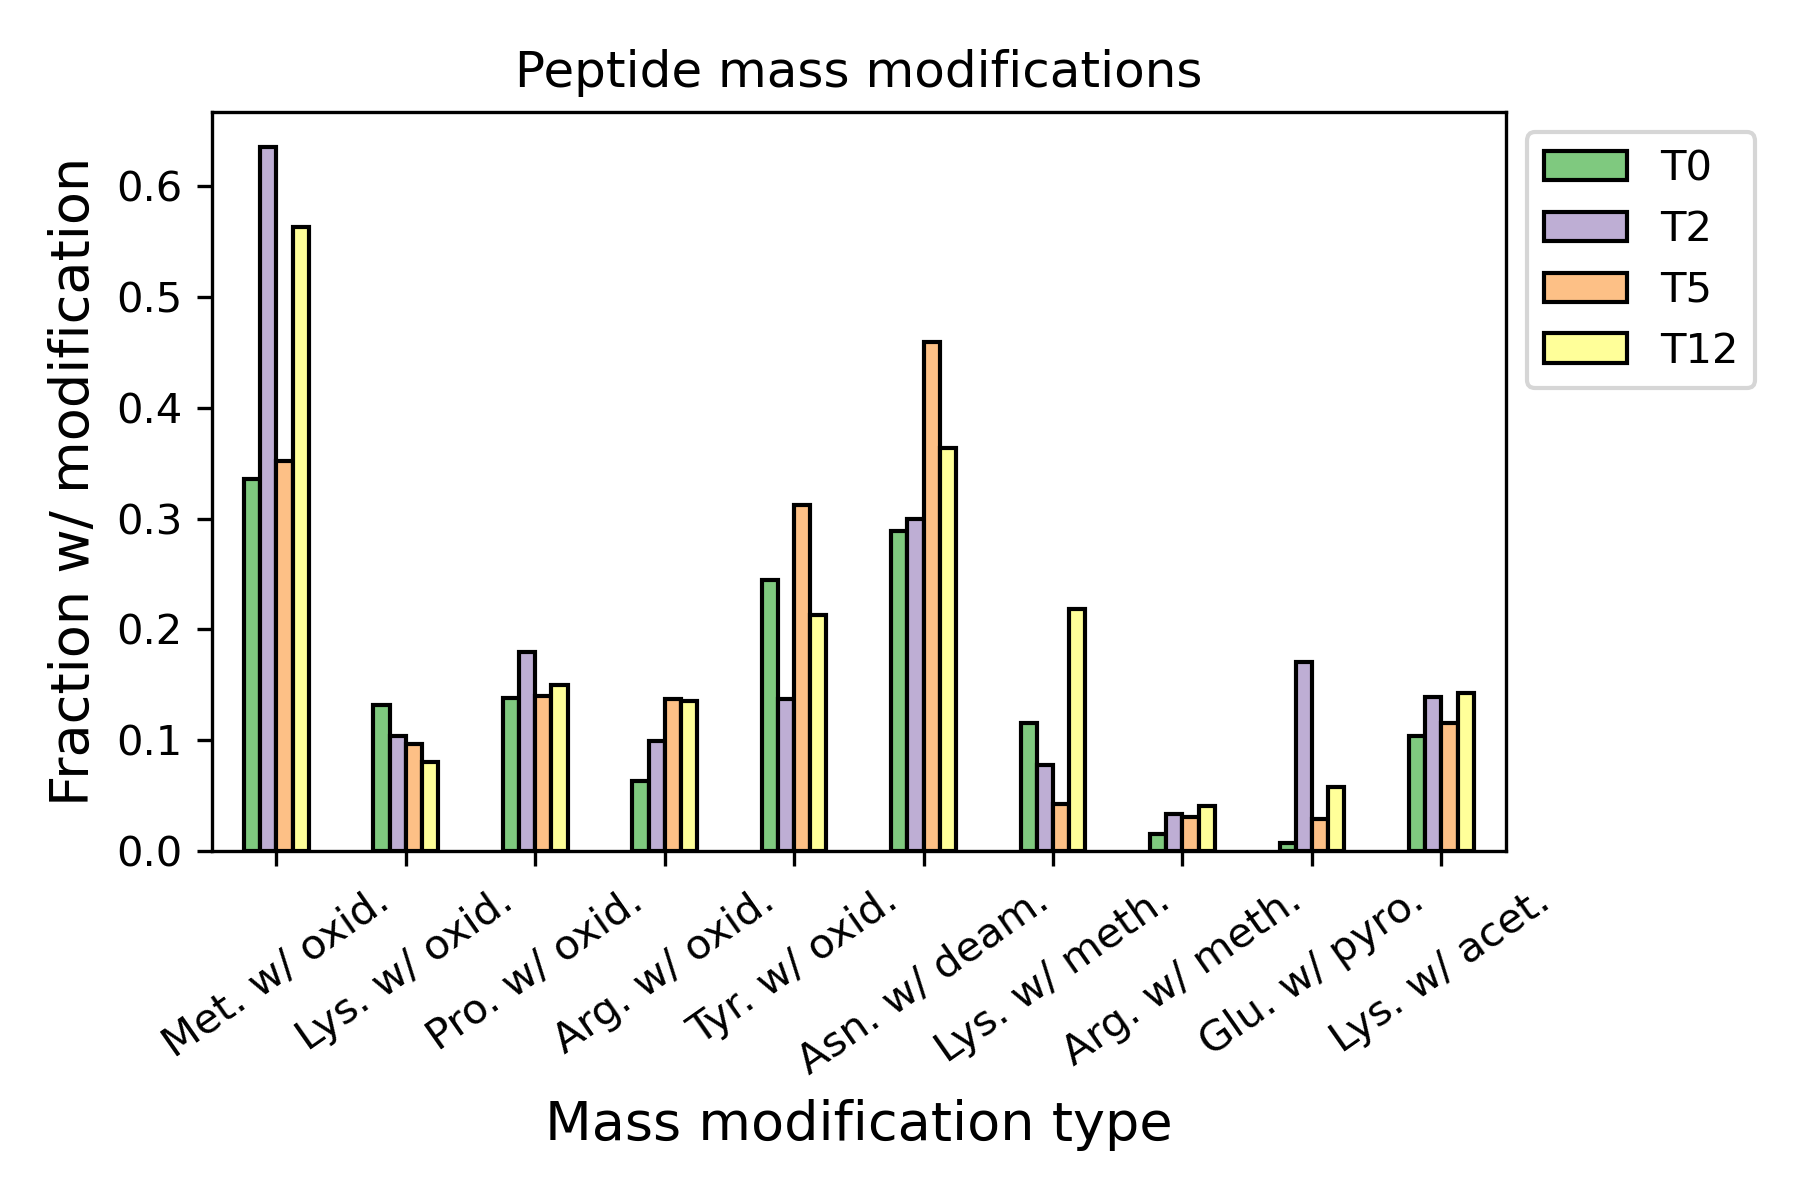 Peptide mass modifications
Fraction w/ modification
0.6
0.5
0.4
0.3
0.2
0.1
0.0
T0
T2
T5
T12
Met. w/ oxid.
Lys. w/ oxid.
Pro. w/ oxid.
Arg. w/ oxid.
Tyr. w/ oxid.
Asn. w/ deam.
Lys. w/ meth.
Arg. w/ meth.
Glu. w/ pyro.
Lys. w/ acet.
Mass modification type